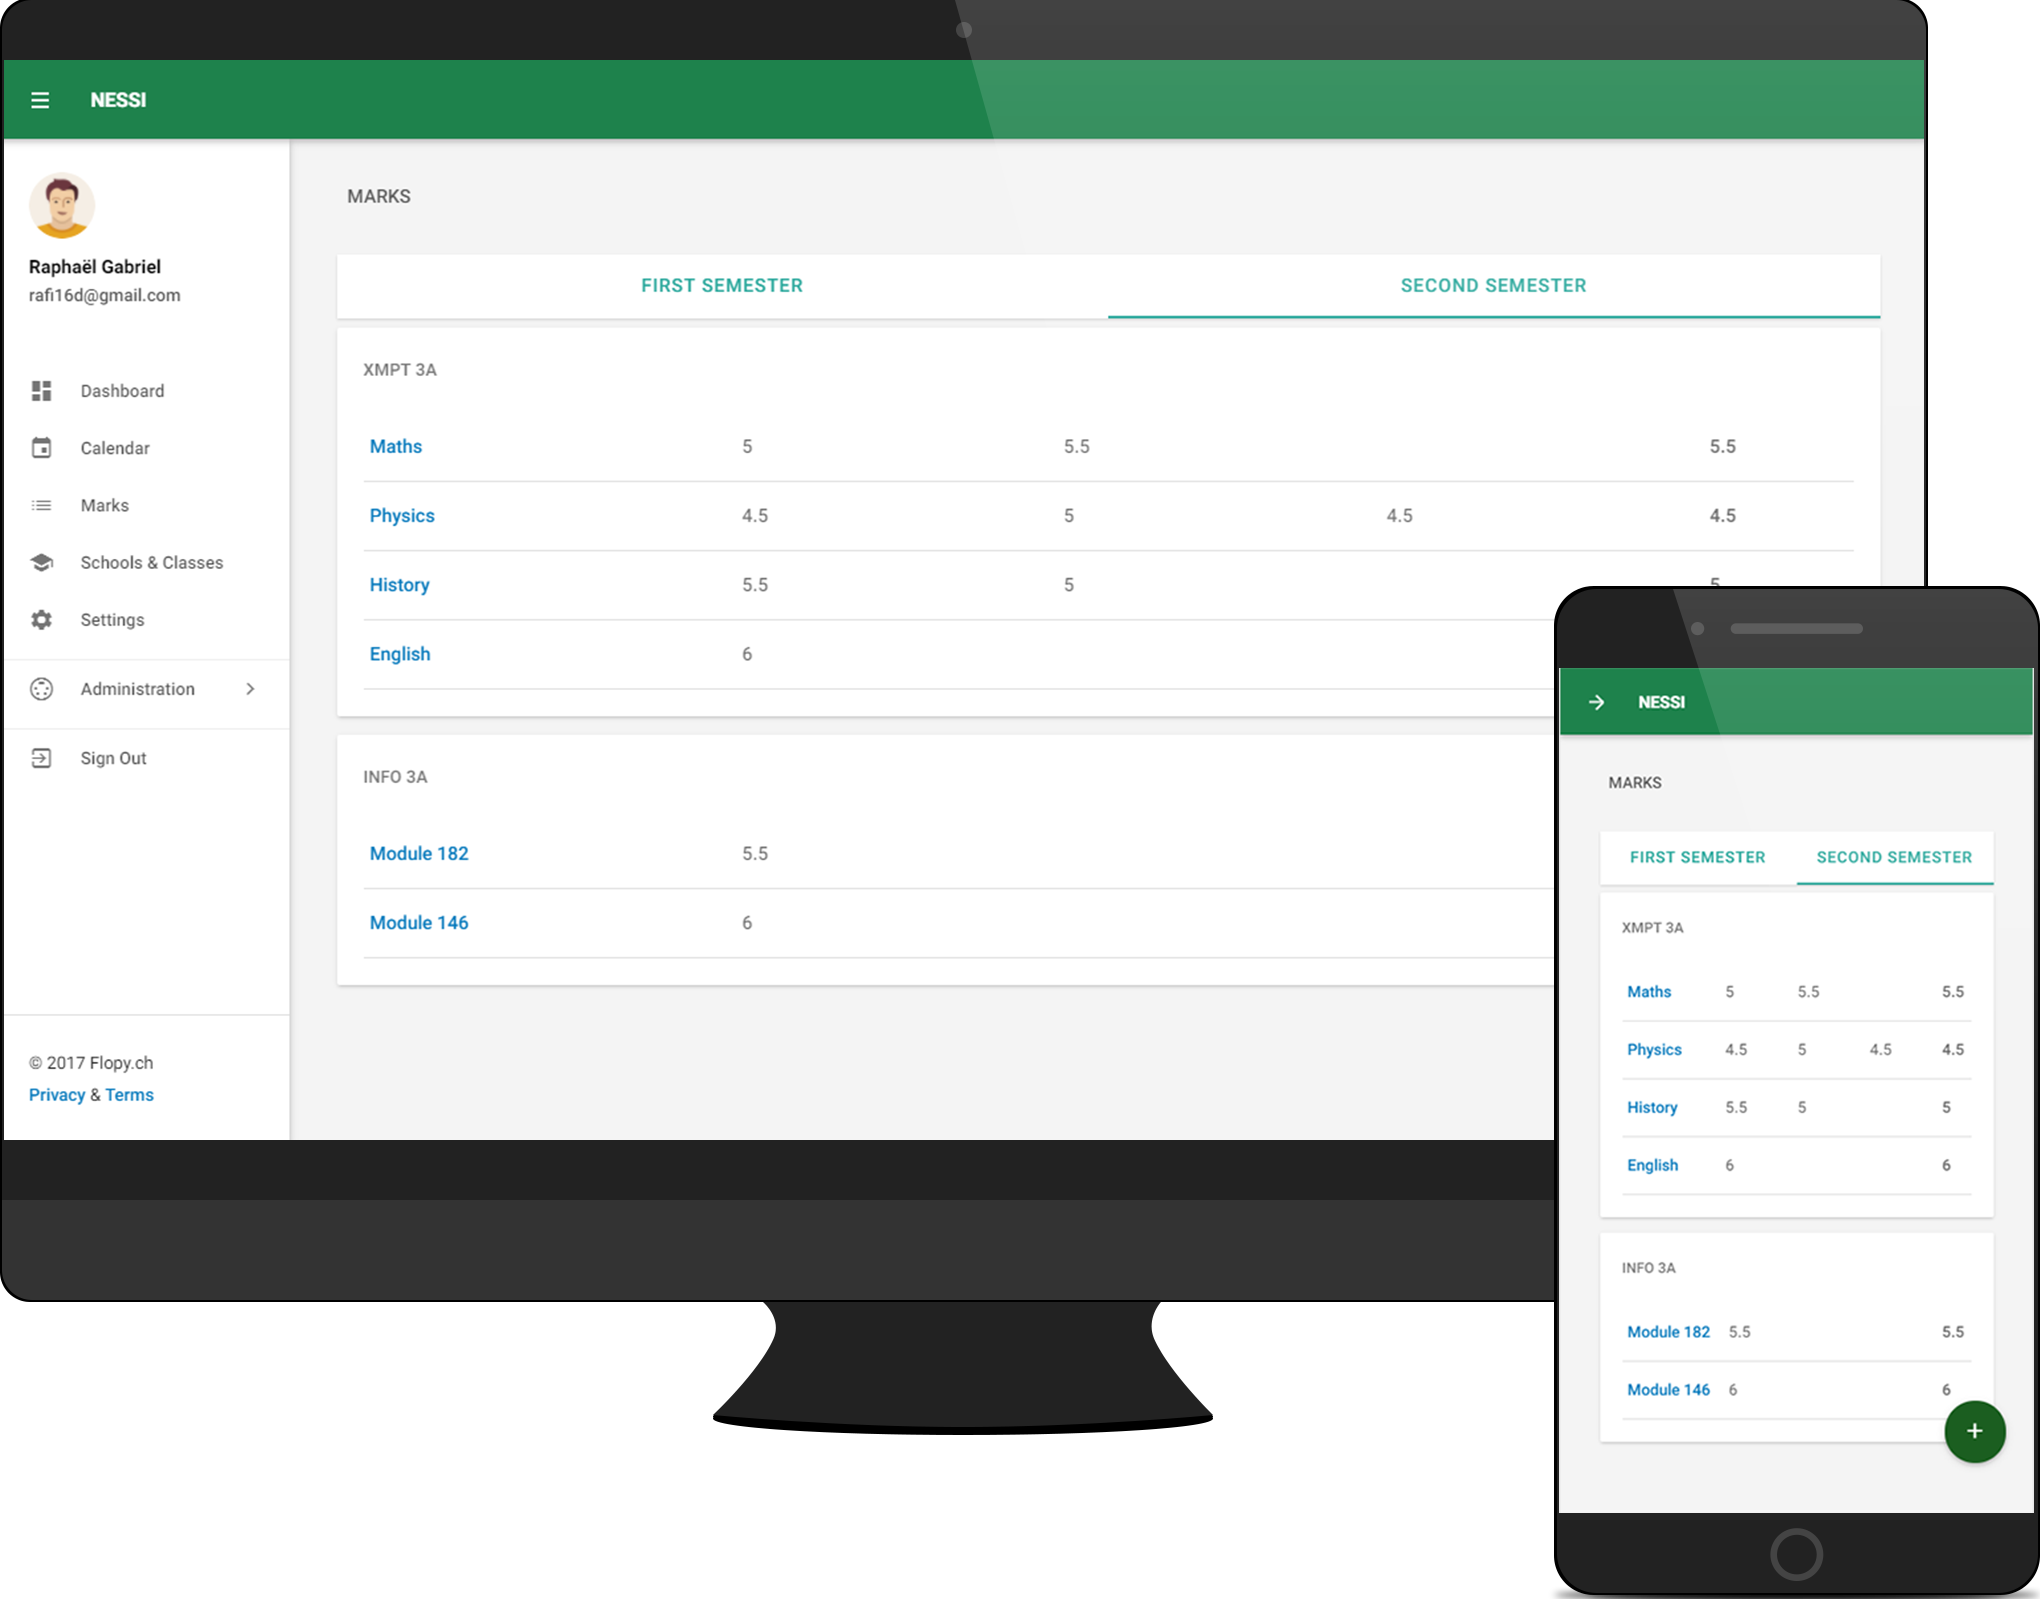 NESSI
Raphaël Gabriel
rafi16d@gmail.com
Dashboard
Calendar
Marks
Schools & Classes
Settings
Administration
Sign Out
© 2017 Flopy.ch
Privacy & Terms
MARKS
FIRST SEMESTER SECOND SEMESTER
XMPT 3A
Maths 5 5.5 5.5
Physics 4.5 5 4.5 4.5
History 5.5 5 5
English 6
INFO 3A
Module 182 5.5
Module 146 6
NESSI
MARKS
FIRST SEMESTER SECOND SEMESTER
XMPT 3A
Maths 5 5.5 5.5
Physics 4.5 5 4.5 4.5
History 5.5 5 5
English 6 6
INFO 3A
Module 182 5.5 5.5
Module 146 6 6
+